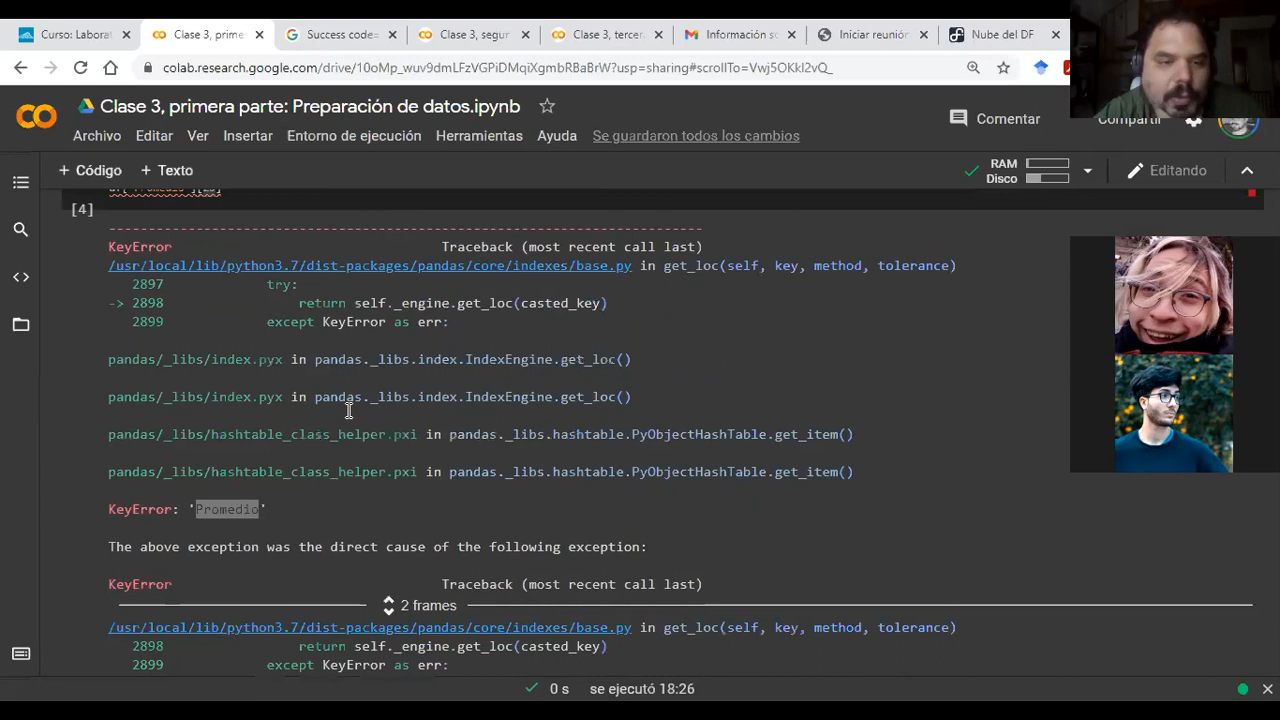 Curso: Labora
Clase 3, prime
Success code=
Clase 3, segur
Clase 3, tercer
Información so
Iniciar reunión
Nube del DF
colab.research.google.com/drive/10oMp_wuv9dmLFzVGPiDMqiXgmbRBaBrW?usp=sharing#scrollTo=Vwj5OKkI2vQ_
Clase 3, primera parte: Preparación de datos.ipynb
Comentar
Compartir
Archivo Editar Ver Insertar Entorno de ejecución Herramientas Ayuda Se guardaron todos los cambios
+ Código + Texto
RAM
Disco
Editando
[4]
KeyError Traceback (most recent call last)
/usr/local/lib/python3.7/dist-packages/pandas/core/indexes/base.py in get_loc(self, key, method, tolerance)
2897 try:
-> 2898 return self._engine.get_loc(casted_key)
2899 except KeyError as err:
pandas/_libs/index.pyx in pandas._libs.index.IndexEngine.get_loc()
pandas/_libs/index.pyx in pandas._libs.index.IndexEngine.get_loc()
pandas/_libs/hashtable_class_helper.pxi in pandas._libs.hashtable.PyObjectHashTable.get_item()
pandas/_libs/hashtable_class_helper.pxi in pandas._libs.hashtable.PyObjectHashTable.get_item()
KeyError: 'Promedio'
The above exception was the direct cause of the following exception:
KeyError Traceback (most recent call last)
2 frames
/usr/local/lib/python3.7/dist-packages/pandas/core/indexes/base.py in get_loc(self, key, method, tolerance)
2898 return self._engine.get_loc(casted_key)
2899 except KeyError as err:
0 s se ejecutó 18:26